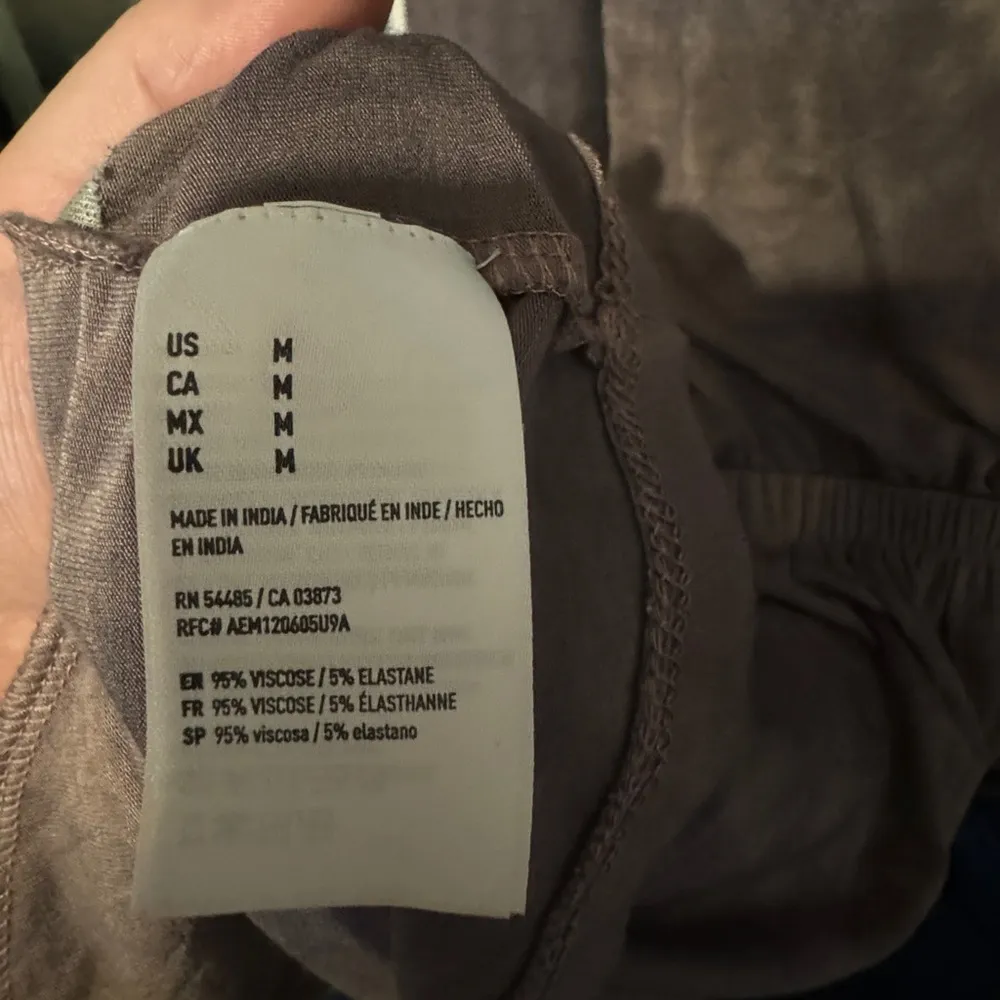 US M
CA M
MX M
UK M
MADE IN INDIA / FABRIQUÉ EN INDE / HECHO
EN INDIA
RN 54485 / CA 03873
RFC# AEM120605U9A
EN 95% VISCOSE / 5% ELASTANE
FR 95% VISCOSE / 5% ÉLASTHANNE
SP 95% viscosa / 5% elastano